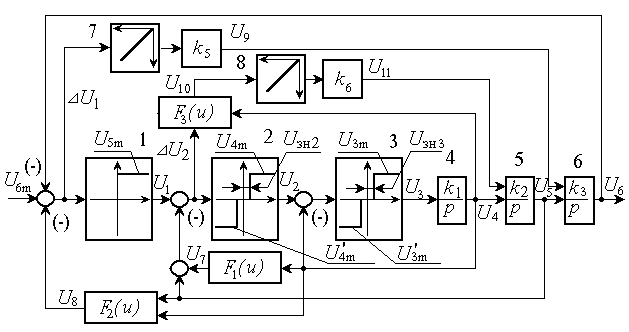 7 U9
k5
8 U11
U10
k6
ΔU1
F3(u)
U5m 1 ΔU2 U4m 2 Uзн2 U3m 3 Uзн3 4 5 6
(-)
U6m U1 U2 U3 k1 p U4 k2 p U5 k3 p U6
(-) (-) (-)
U7 U'4m U'3m
F1(u)
U8 F2(u)